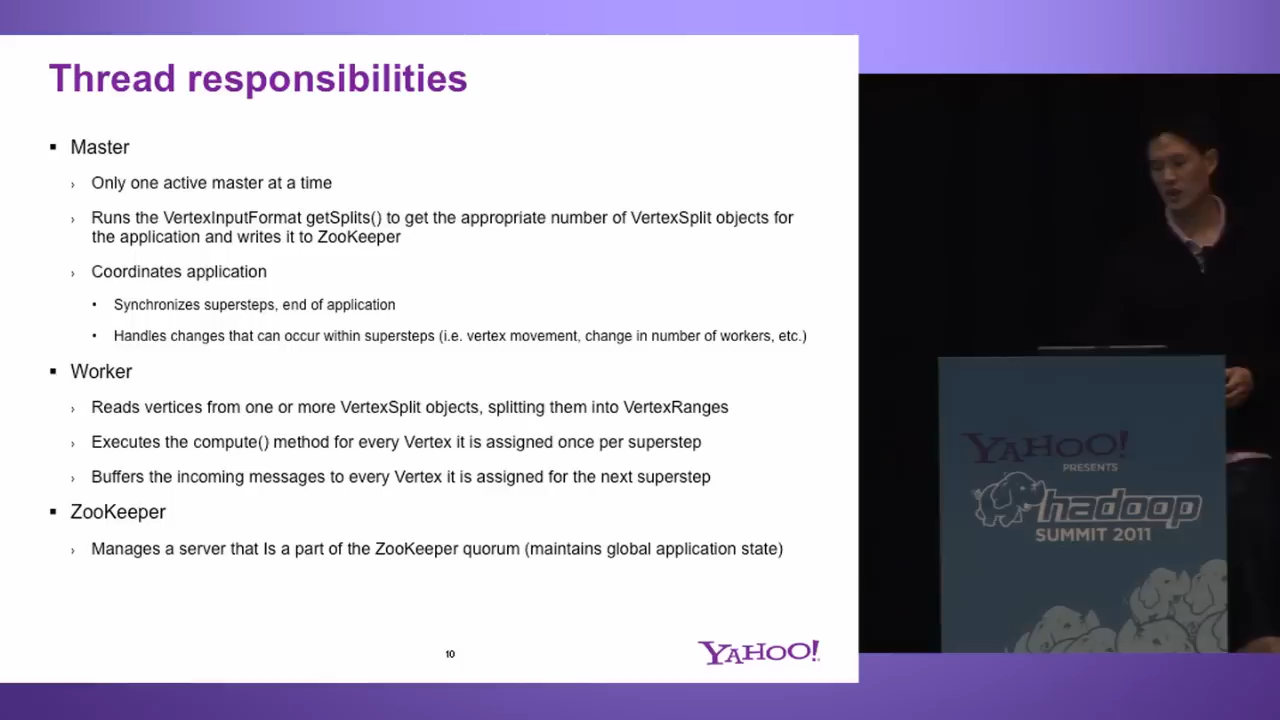 Thread responsibilities
▪ Master
› Only one active master at a time
› Runs the VertexInputFormat getSplits() to get the appropriate number of VertexSplit objects for
the application and writes it to ZooKeeper
› Coordinates application
• Synchronizes supersteps, end of application
• Handles changes that can occur within supersteps (i.e. vertex movement, change in number of workers, etc.)
▪ Worker
› Reads vertices from one or more VertexSplit objects, splitting them into VertexRanges
› Executes the compute() method for every Vertex it is assigned once per superstep
› Buffers the incoming messages to every Vertex it is assigned for the next superstep
▪ ZooKeeper
› Manages a server that Is a part of the ZooKeeper quorum (maintains global application state)
10
YAHOO!
YAHOO!
PRESENTS
hadoop
SUMMIT 2011